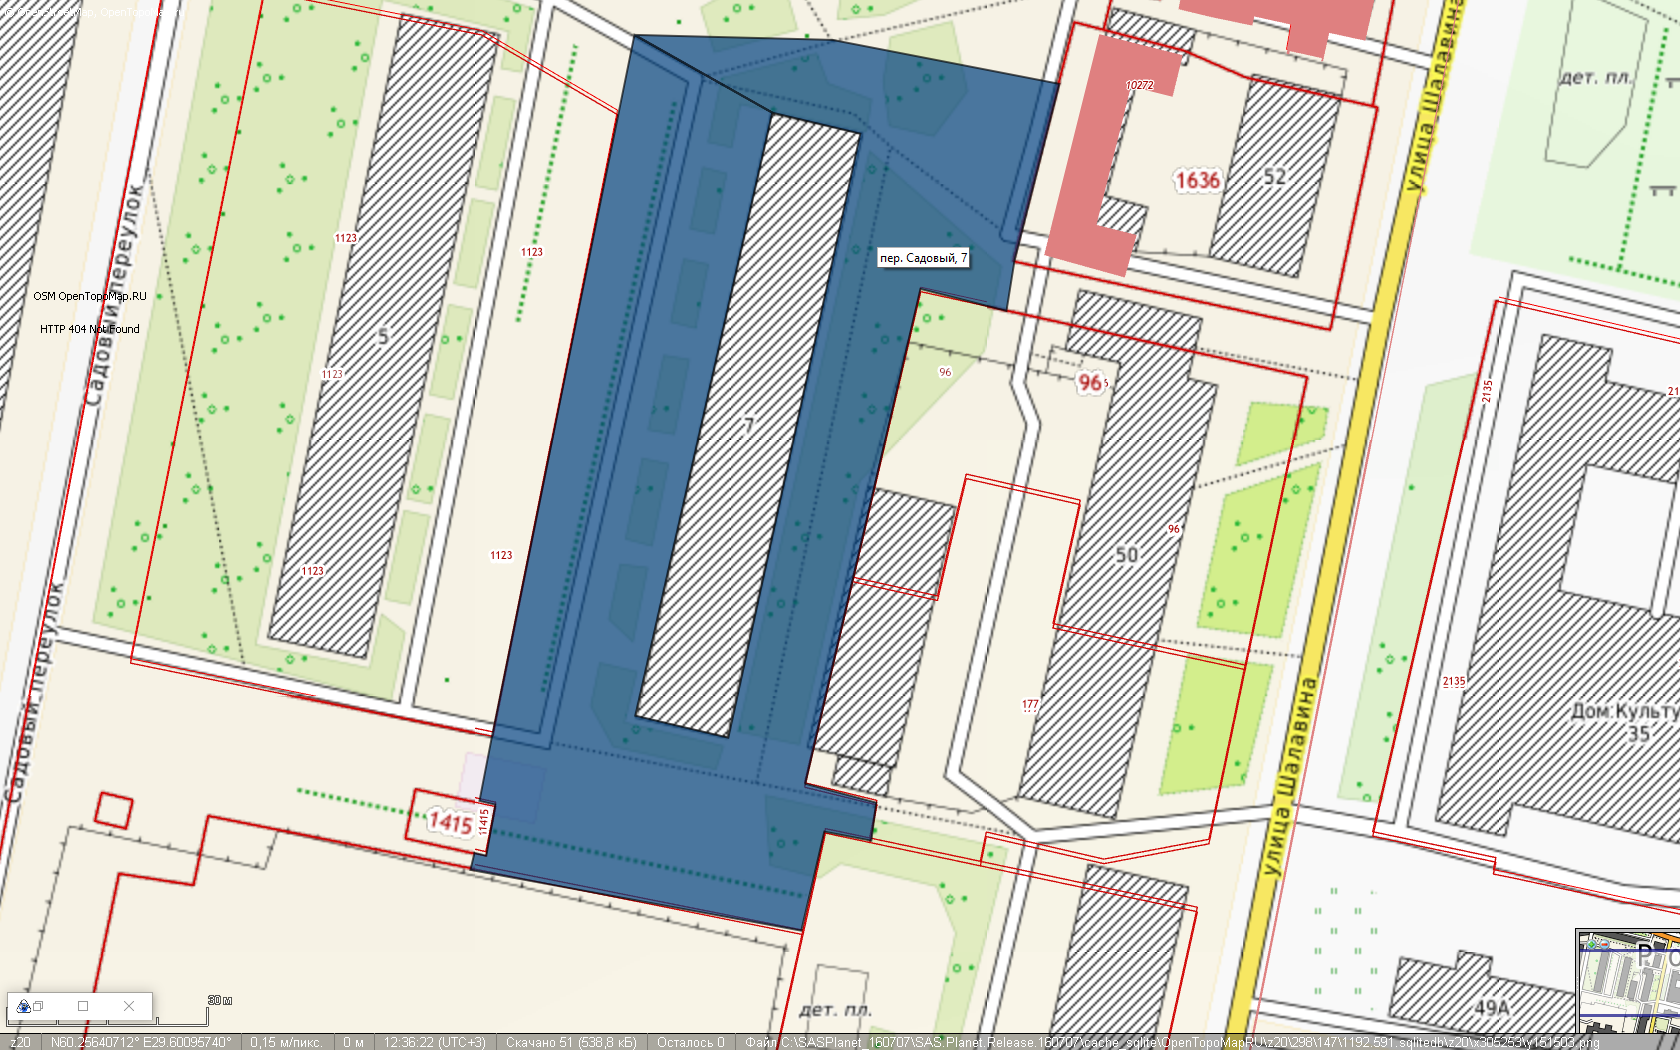 © OpenStreetMap, OpenTopoMap.ru
улица Шалавина
дет. пл.
10272
1636
52
1123
1123
пер. Садовый, 7
Садовый переулок
OSM OpenTopoMap.RU
HTTP 404 Not Found
5
1123
96
96
2135
7
96
1123
50
1123
177
2135
Дом Культу
35
Садовый переулок
улица Шалавина
1415
11415
дет. пл.
49А
30 м
z20 N60.25640712° E29.60095740° 0,15 м/пикс. 0 м 12:36:22 (UTC+3) Скачано 51 (538,8 кБ) Осталось 0 Файл C:\SASPlanet_160707\SAS.Planet.Release.160707\cache_sqlite\OpenTopoMapRU\z20\298\147\1192.591.sqlitedb\z20\x305253\y151503.png